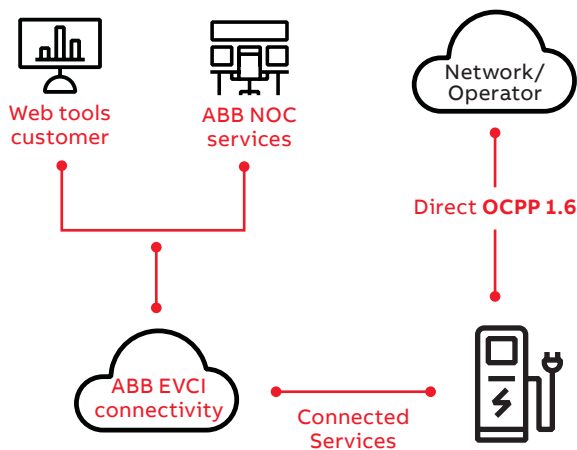 Web tools
customer
ABB NOC
services
Network/
Operator
Direct OCPP 1.6
ABB EVCI
connectivity
Connected
Services